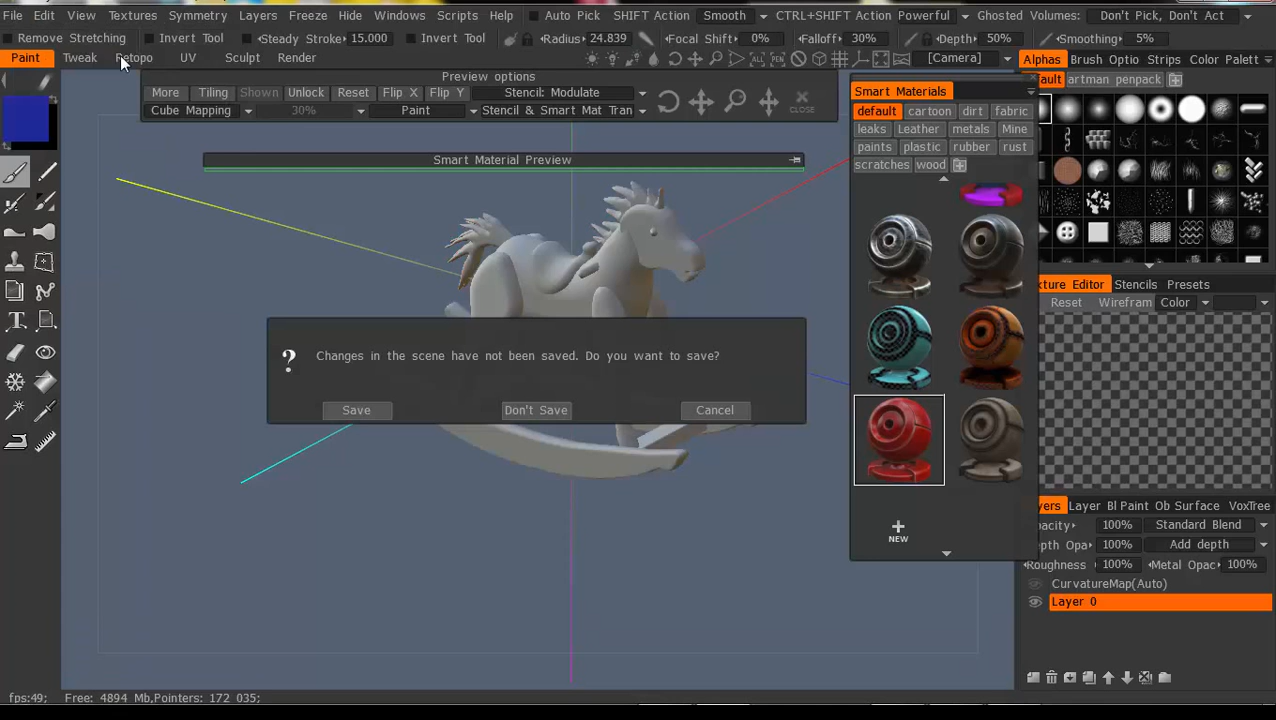 File Edit View Textures Symmetry Layers Freeze Hide Windows Scripts Help Auto Pick SHIFT Action Smooth CTRL+SHIFT Action Powerful Ghosted Volumes: Don't Pick, Don't Act
Remove Stretching Invert Tool Steady Stroke 15.000 Invert Tool Radius 24.839 Focal Shift 0% Falloff 30% Depth 50% Smoothing 5%
Paint Tweak Retopo UV Sculpt Render [Camera] Alphas Brush Optio Strips Color Palett
Preview options
More Tiling Shown Unlock Reset Flip X Flip Y Stencil: Modulate
Cube Mapping 30% Paint Stencil & Smart Mat Tran CLOSE
Smart Material Preview
Smart Materials
default cartoon dirt fabric
leaks Leather metals Mine
paints plastic rubber rust
scratches wood
NEW
artman penpack
Changes in the scene have not been saved. Do you want to save?
Save Don't Save Cancel
Editor Stencils Presets
Reset Wirefram Color
Layer Bl Paint Ob Surface VoxTree
100% Standard Blend
100% Add depth
Roughness 100% Metal Opac 100%
CurvatureMap(Auto)
Layer 0
fps:49; Free: 4894 Mb,Pointers: 172 035;